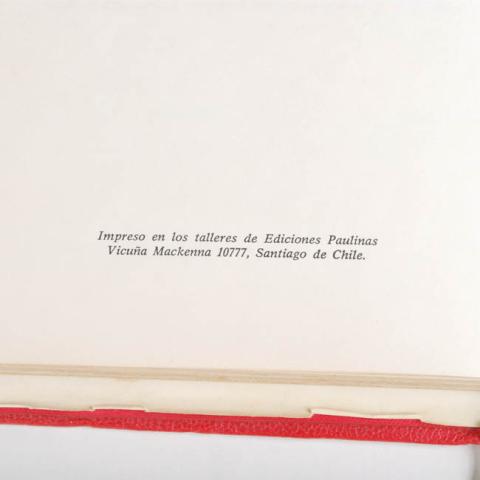 Impreso en los talleres de Ediciones Paulinas
Vicuña Mackenna 10777, Santiago de Chile.